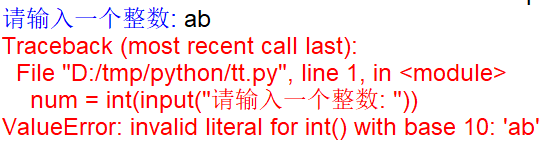 请输入一个整数: ab
Traceback (most recent call last):
  File "D:/tmp/python/tt.py", line 1, in <module>
    num = int(input("请输入一个整数: "))
ValueError: invalid literal for int() with base 10: 'ab'